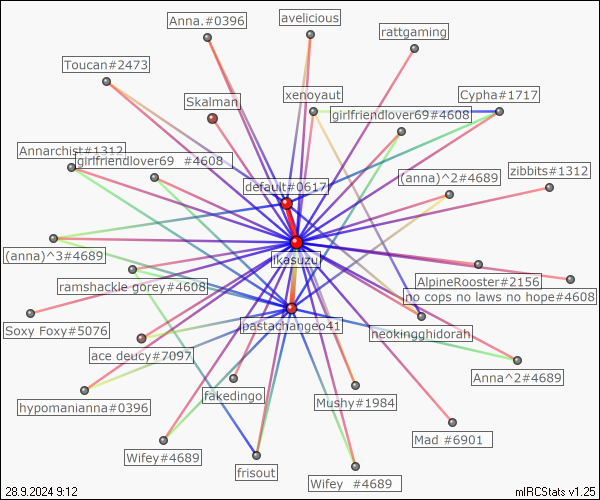 Anna.#0396
avelicious
rattgaming
Toucan#2473
Skalman
xenoyaut
Cypha#1717
girlfriendlover69#4608
Annarchist#1312
girlfriendlover69 #4608
default#0617
(anna)^2#4689
zibbits#1312
(anna)^3#4689
ikasuzu
AlpineRooster#2156
ramshackle gorey#4608
no cops no laws no hope#4608
Soxy Foxy#5076
pastachangeo41
neokingghidorah
ace deucy#7097
Anna^2#4689
fakedingo
Mushy#1984
hypomanianna#0396
Mad #6901
Wifey#4689
frisout
Wifey #4689
28.9.2024 9:12
mIRCStats v1.25